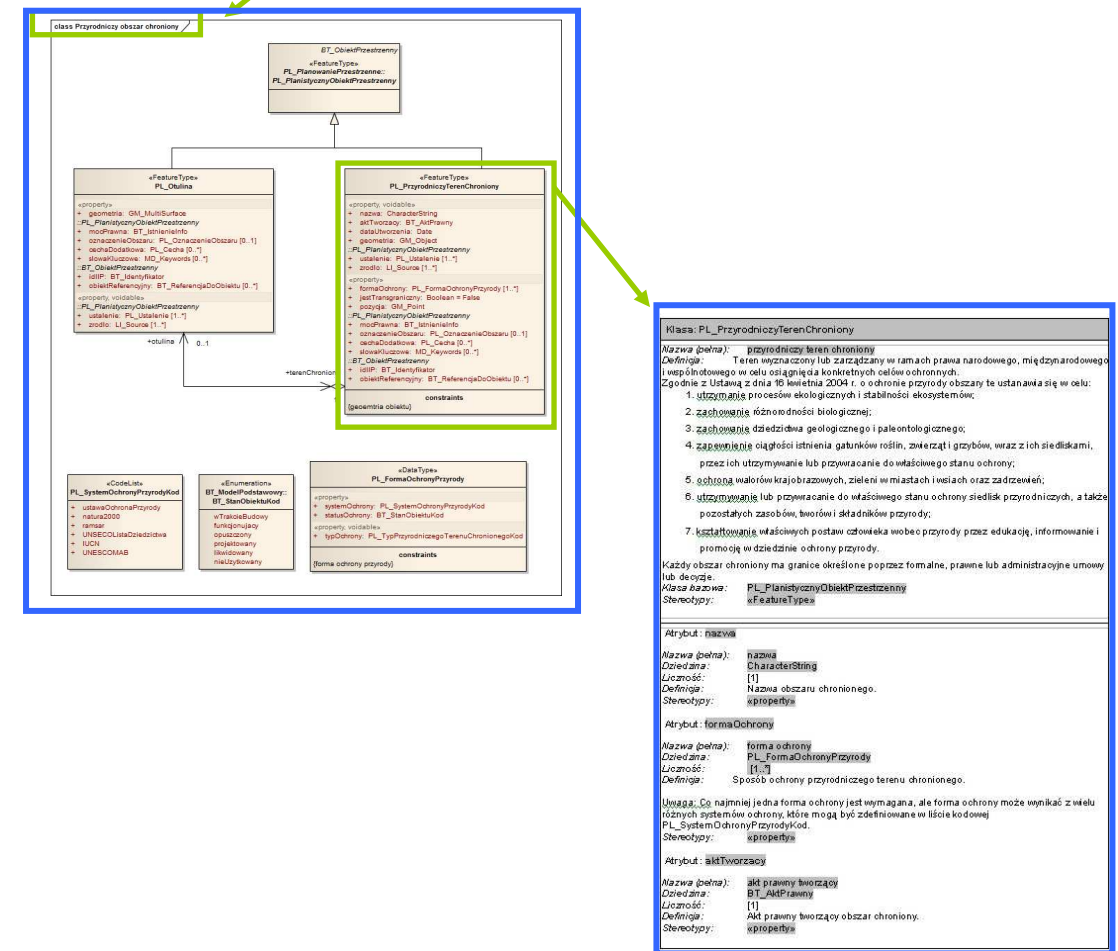 class Przyrodniczy obszar chroniony
BT_ObiektPrzestrzenny
«FeatureType»
PL_PlanowaniePrzestrzenne::
PL_PlanistycznyObiektPrzestrzenny
«FeatureType»
PL_Otulina
«property»
+ geometria: GM_MultiSurface
::PL_PlanistycznyObiektPrzestrzenny
+ mocPrawna: BT_IstnienieInfo
+ oznaczenieObszaru: PL_OznaczenieObszaru [0..1]
+ cechaDodatkowa: PL_Cecha [0..*]
+ slowaKluczowe: MD_Keywords [0..*]
::BT_ObiektPrzestrzenny
+ idIIP: BT_Identyfikator
+ obiektReferencyjny: BT_ReferencjaDoObiektu [0..*]
«property, voidable»
::PL_PlanistycznyObiektPrzestrzenny
+ ustalenie: PL_Ustalenie [1..*]
+ zrodlo: LI_Source [1..*]
«FeatureType»
PL_PrzyrodniczyTerenChroniony
«property, voidable»
+ nazwa: CharacterString
+ aktTworzacy: BT_AktPrawny
+ dataUtworzenia: Date
+ geometria: GM_Object
::PL_PlanistycznyObiektPrzestrzenny
+ ustalenie: PL_Ustalenie [1..*]
+ zrodlo: LI_Source [1..*]
«property»
+ formaOchrony: PL_FormaOchronyPrzyrody [1..*]
+ jestTransgraniczny: Boolean = False
+ pozycja: GM_Point
::PL_PlanistycznyObiektPrzestrzenny
+ mocPrawna: BT_IstnienieInfo
+ oznaczenieObszaru: PL_OznaczenieObszaru [0..1]
+ cechaDodatkowa: PL_Cecha [0..*]
+ slowaKluczowe: MD_Keywords [0..*]
::BT_ObiektPrzestrzenny
+ idIIP: BT_Identyfikator
+ obiektReferencyjny: BT_ReferencjaDoObiektu [0..*]
constraints
{geoemtria obiektu}
+otulina 0..1
+terenChronion
«CodeList»
PL_SystemOchronyPrzyrodyKod
+ ustawaOchronaPrzyrody
+ natura2000
+ ramsar
+ UNSECOListaDziedzictwa
+ IUCN
+ UNESCOMAB
«Enumeration»
BT_ModelPodstawowy::
BT_StanObiektuKod
wTrakcieBudowy
funkcjonujacy
opuszczony
projektowany
likwidowany
nieUzytkowany
«DataType»
PL_FormaOchronyPrzyrody
«property»
+ systemOchrony: PL_SystemOchronyPrzyrodyKod
+ statusOchrony: BT_StanObiektuKod
«property, voidable»
+ typOchrony: PL_TypPrzyrodniczegoTerenuChronionegoKod
constraints
{forma ochrony przyrody}
Klasa: PL_PrzyrodniczyTerenChroniony
Nazwa (pełna): przyrodniczy teren chroniony
Definicja: Teren wyznaczony lub zarządzany w ramach prawa narodowego, międzynarodowego
i wspólnotowego w celu osiągnięcia konkretnych celów ochronnych.
Zgodnie z Ustawą z dnia 16 kwietnia 2004 r. o ochronie przyrody obszary te ustanawia się w celu:
1. utrzymanie procesów ekologicznych i stabilności ekosystemów;
2. zachowanie różnorodności biologicznej;
3. zachowanie dziedzictwa geologicznego i paleontologicznego;
4. zapewnienie ciągłości istnienia gatunków roślin, zwierząt i grzybów, wraz z ich siedliskami,
przez ich utrzymywanie lub przywracanie do właściwego stanu ochrony;
5. ochrona walorów krajobrazowych, zieleni w miastach i wsiach oraz zadrzewień;
6. utrzymywanie lub przywracanie do właściwego stanu ochrony siedlisk przyrodniczych, a także
pozostałych zasobów, tworów i składników przyrody;
7. kształtowanie właściwych postaw człowieka wobec przyrody przez edukację, informowanie i
promocję w dziedzinie ochrony przyrody.
Każdy obszar chroniony ma granice określone poprzez formalne, prawne lub administracyjne umowy
lub decyzje.
Klasa bazowa: PL_PlanistycznyObiektPrzestrzenny
Stereotypy: «FeatureType»
Atrybut: nazwa
Nazwa (pełna): nazwa
Dziedzina: CharacterString
Liczność: [1]
Definicja: Nazwa obszaru chronionego.
Stereotypy: «property»
Atrybut: formaOchrony
Nazwa (pełna): forma ochrony
Dziedzina: PL_FormaOchronyPrzyrody
Liczność: [1..*]
Definicja: Sposób ochrony przyrodniczego terenu chronionego.
Uwaga: Co najmniej jedna forma ochrony jest wymagana, ale forma ochrony może wynikać z wielu
różnych systemów ochrony, które mogą być zdefiniowane w liście kodowej
PL_SystemOchronyPrzyrodyKod.
Stereotypy: «property»
Atrybut: aktTworzacy
Nazwa (pełna): akt prawny tworzący
Dziedzina: BT_AktPrawny
Liczność: [1]
Definicja: Akt prawny tworzący obszar chroniony.
Stereotypy: «property»